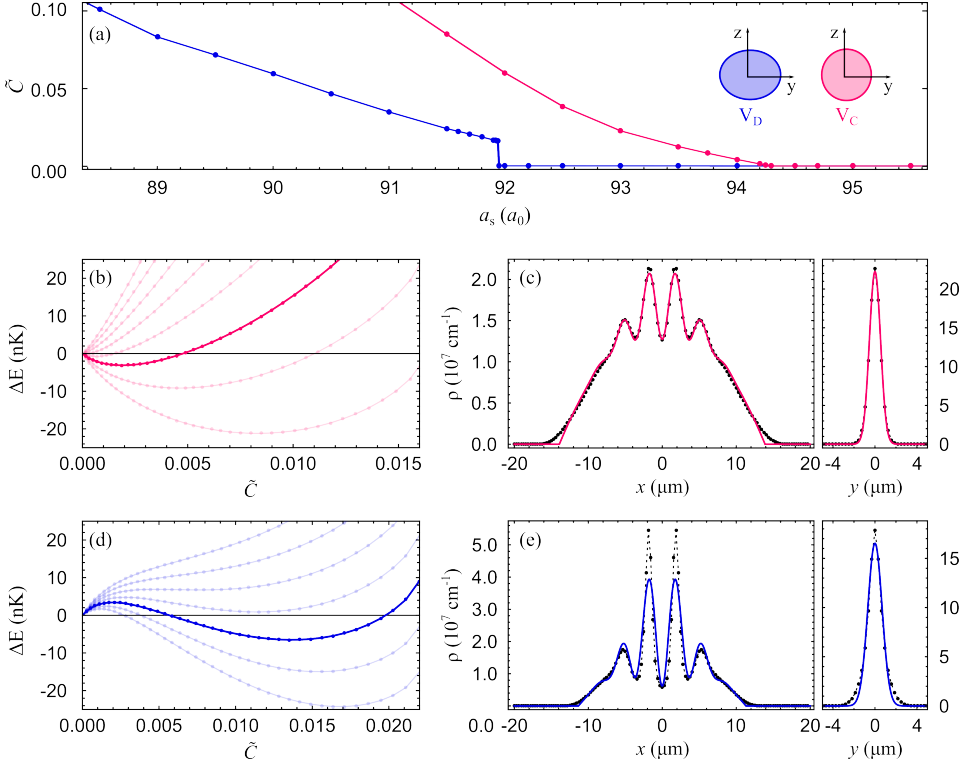 (a)
0.10
0.05
0.00
C̃
89 90 91 92 93 94 95
a_s (a_0)
z z
y y
V_D V_C
(b)
20
10
0
-10
-20
ΔE (nK)
0.000 0.005 0.010 0.015
C̃
(c)
2.0
1.5
1.0
0.5
0.0
ρ (10^7 cm^-1)
-20 -10 0 10 20
x (μm)
20
15
10
5
0
-4 0 4
y (μm)
(d)
20
10
0
-10
-20
ΔE (nK)
0.000 0.005 0.010 0.015 0.020
C̃
(e)
5.0
4.0
3.0
2.0
1.0
0.0
ρ (10^7 cm^-1)
-20 -10 0 10 20
x (μm)
15
10
5
0
-4 0 4
y (μm)